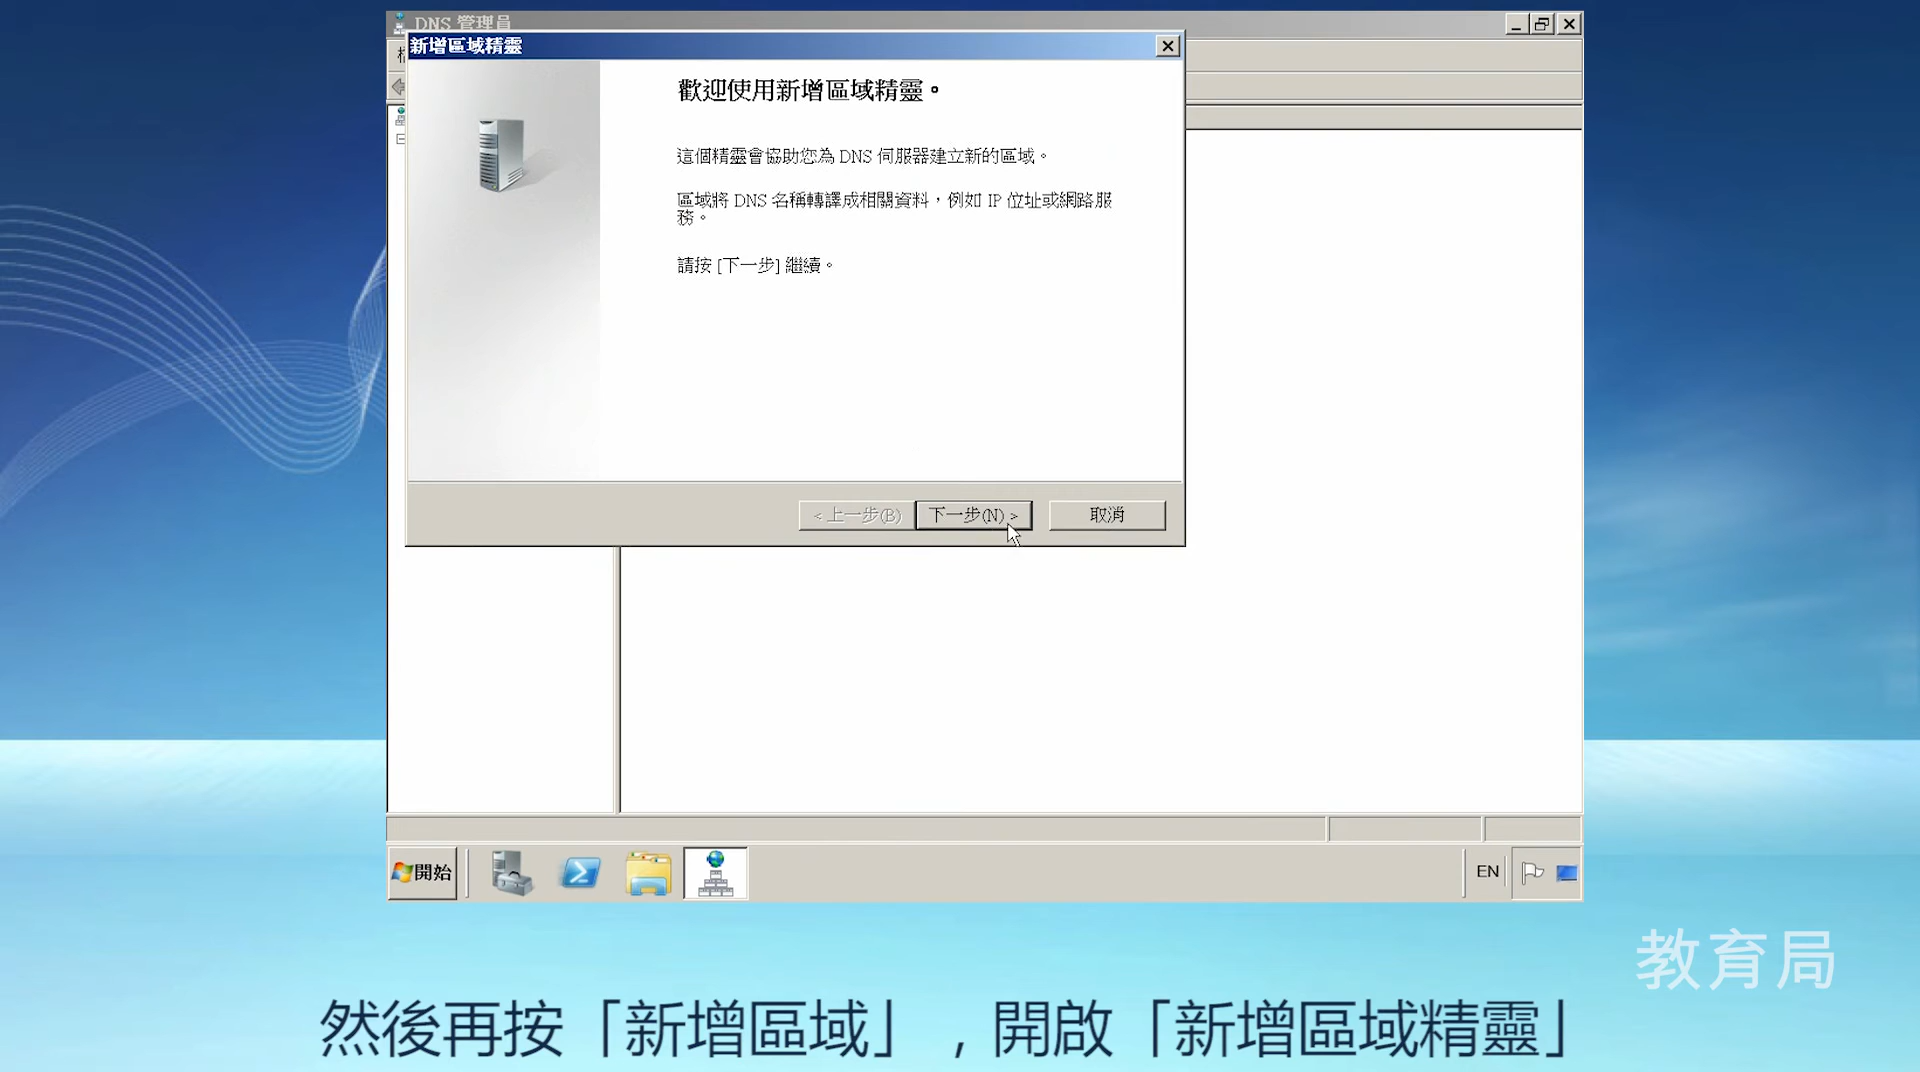 DNS 管理員
新增區域精靈
歡迎使用新增區域精靈。
這個精靈會協助您為 DNS 伺服器建立新的區域。
區域將 DNS 名稱轉譯成相關資料，例如 IP 位址或網路服
務。
請按 [下一步] 繼續。
< 上一步(B)
下一步(N) >
取消
開始
EN
教育局
然後再按「新增區域」，開啟「新增區域精靈」